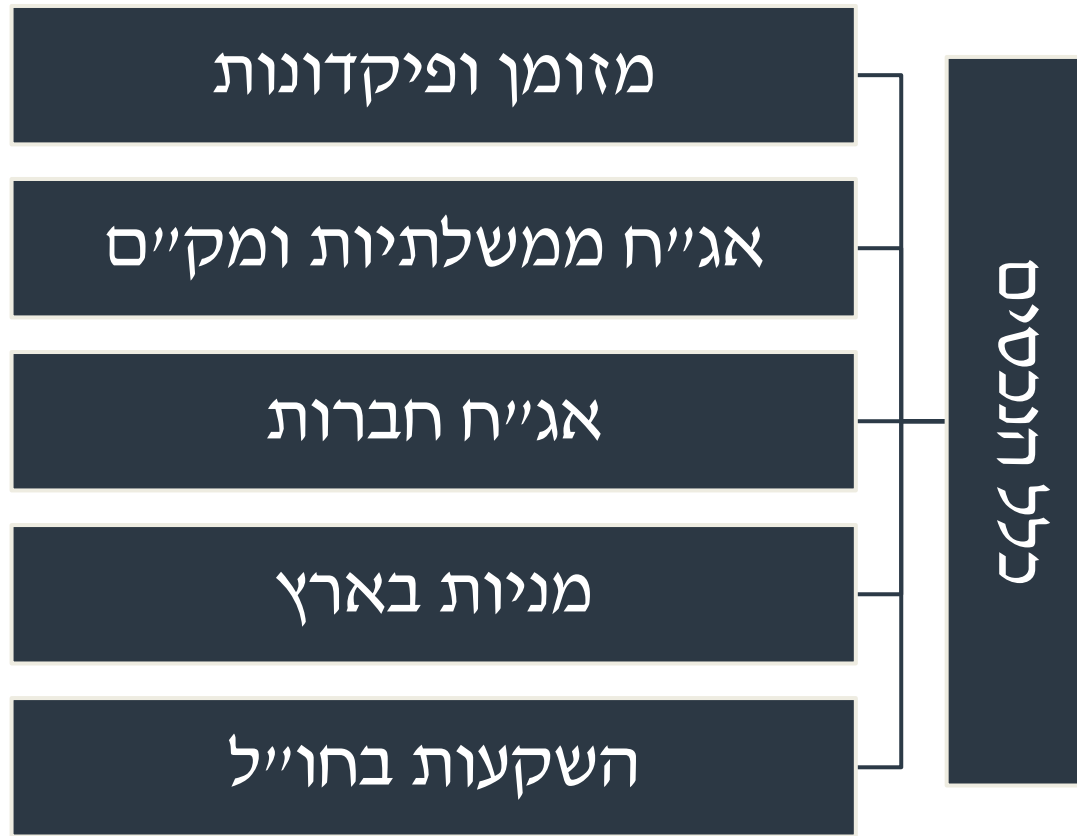 כלל הנכסים
מזומן ופיקדונות
אג״ח ממשלתיות ומק״ם
אג״ח חברות
מניות בארץ
השקעות בחו״ל